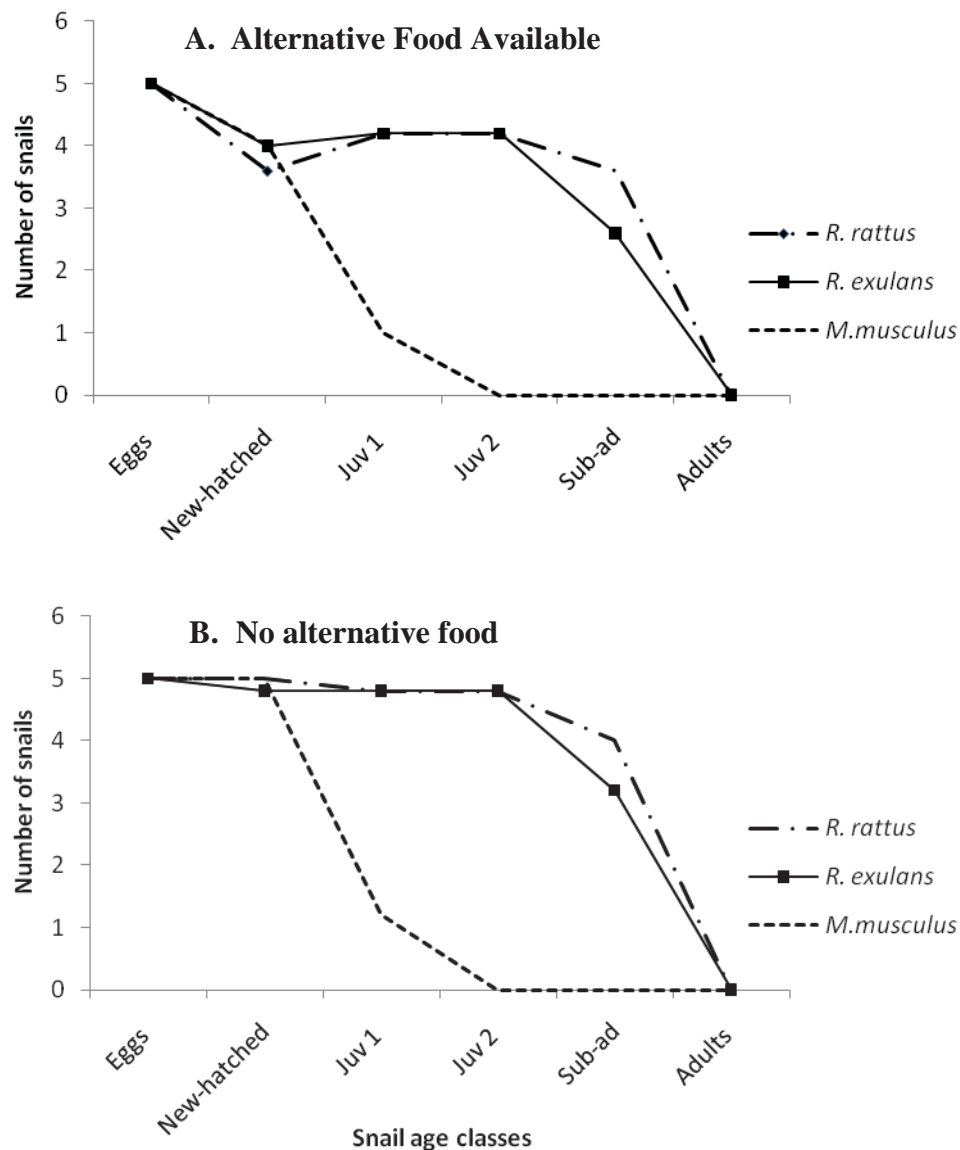 A. Alternative Food Available
Number of snails
6
5
4
3
2
1
0
Eggs
New-hatched
Juv 1
Juv 2
Sub-ad
Adults
R. rattus
R. exulans
M.musculus
B. No alternative food
Number of snails
6
5
4
3
2
1
0
Eggs
New-hatched
Juv 1
Juv 2
Sub-ad
Adults
Snail age classes
R. rattus
R. exulans
M.musculus